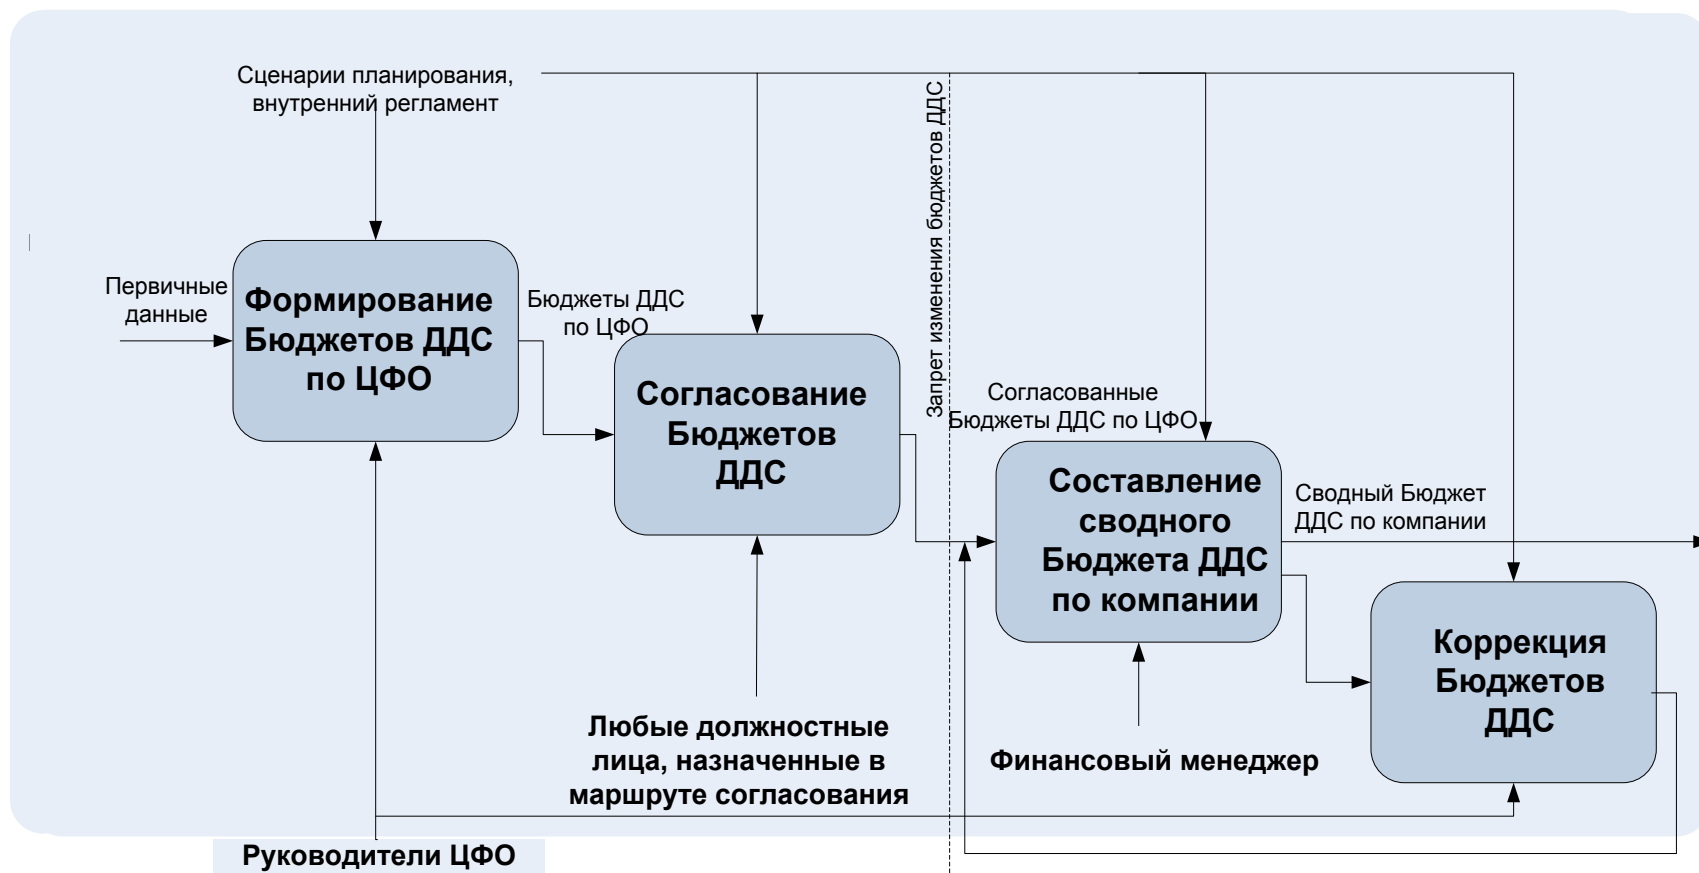 Сценарии планирования,
внутренний регламент
Запрет изменения бюджетов ДДС
Первичные
данные
Формирование
Бюджетов ДДС
по ЦФО
Бюджеты ДДС
по ЦФО
Согласование
Бюджетов
ДДС
Согласованные
Бюджеты ДДС по ЦФО
Составление
сводного
Бюджета ДДС
по компании
Сводный Бюджет
ДДС по компании
Коррекция
Бюджетов
ДДС
Любые должностные
лица, назначенные в
маршруте согласования
Финансовый менеджер
Руководители ЦФО